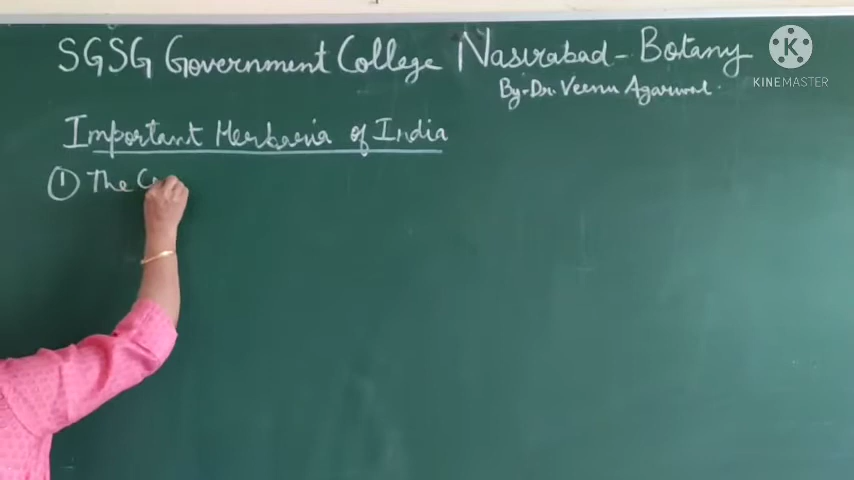 SGSG Government College Nasirabad - Botany
By- Dr. Veenu Agarwal.
K
KINEMASTER
Important Herbaria of India
① The